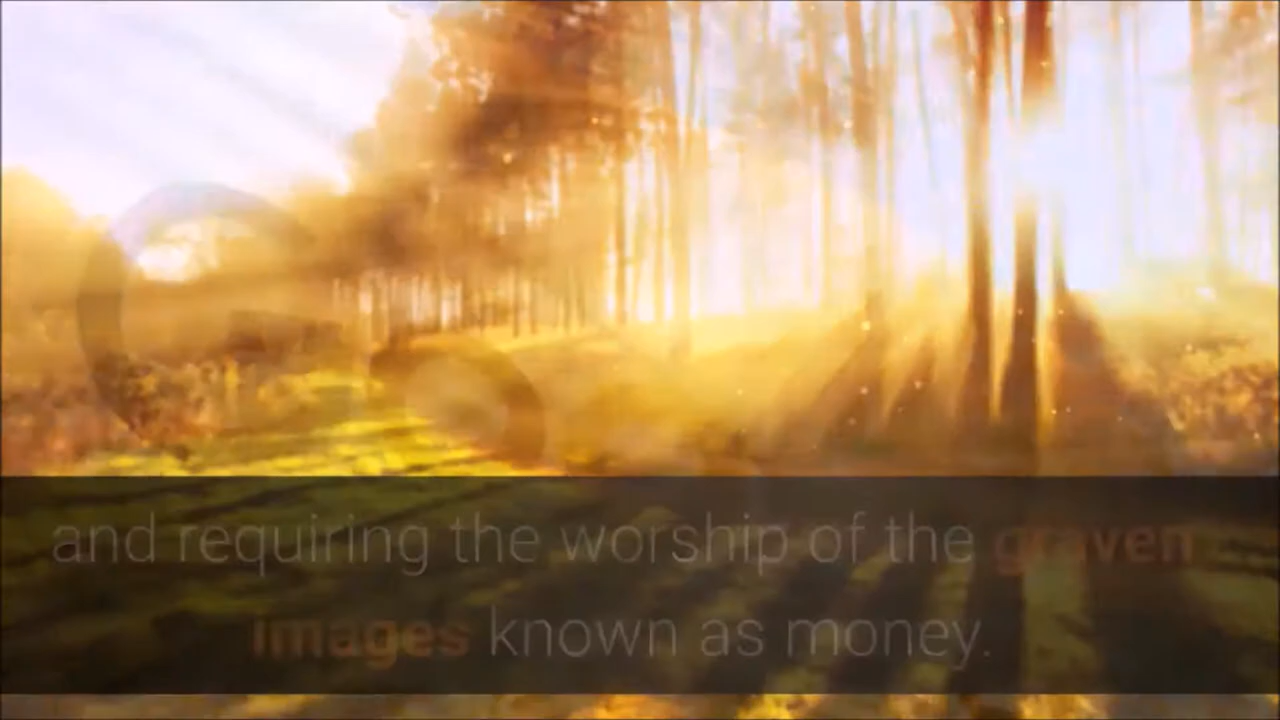 and requiring the worship of the graven
images known as money.